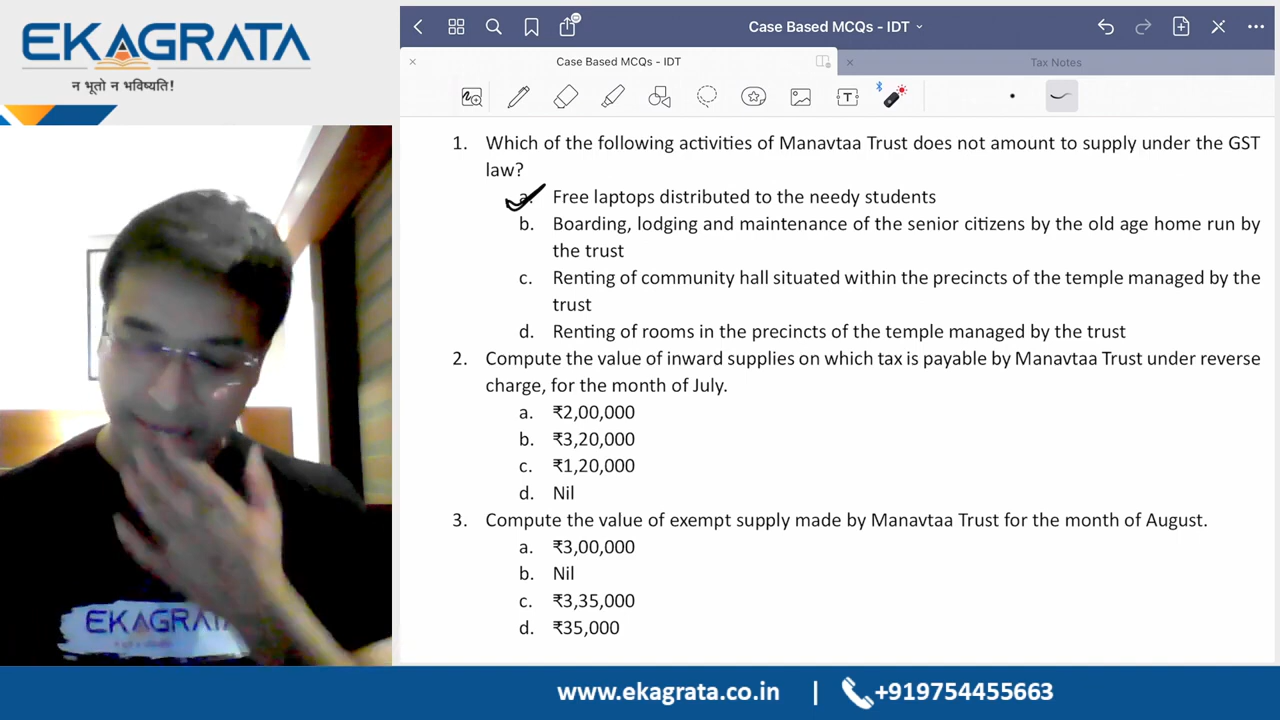 EKAGRATA
न भूतो न भविष्यति!
Case Based MCQs - IDT
Case Based MCQs - IDT
Tax Notes
T
1. Which of the following activities of Manavtaa Trust does not amount to supply under the GST
law?
a. Free laptops distributed to the needy students
b. Boarding, lodging and maintenance of the senior citizens by the old age home run by
the trust
c. Renting of community hall situated within the precincts of the temple managed by the
trust
d. Renting of rooms in the precincts of the temple managed by the trust
2. Compute the value of inward supplies on which tax is payable by Manavtaa Trust under reverse
charge, for the month of July.
a. ₹2,00,000
b. ₹3,20,000
c. ₹1,20,000
d. Nil
3. Compute the value of exempt supply made by Manavtaa Trust for the month of August.
a. ₹3,00,000
b. Nil
c. ₹3,35,000
d. ₹35,000
EKAGRATA
www.ekagrata.co.in | +919754455663